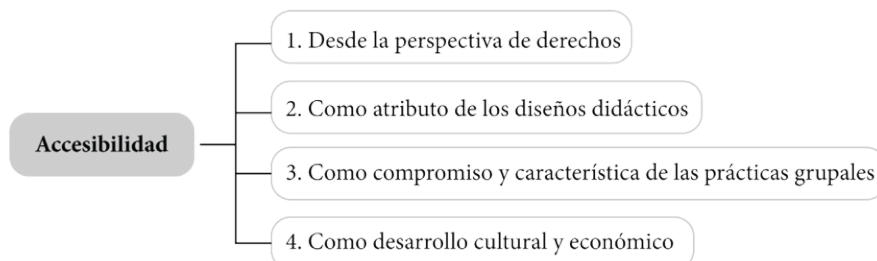 1. Desde la perspectiva de derechos
2. Como atributo de los diseños didácticos
Accesibilidad
3. Como compromiso y característica de las prácticas grupales
4. Como desarrollo cultural y económico